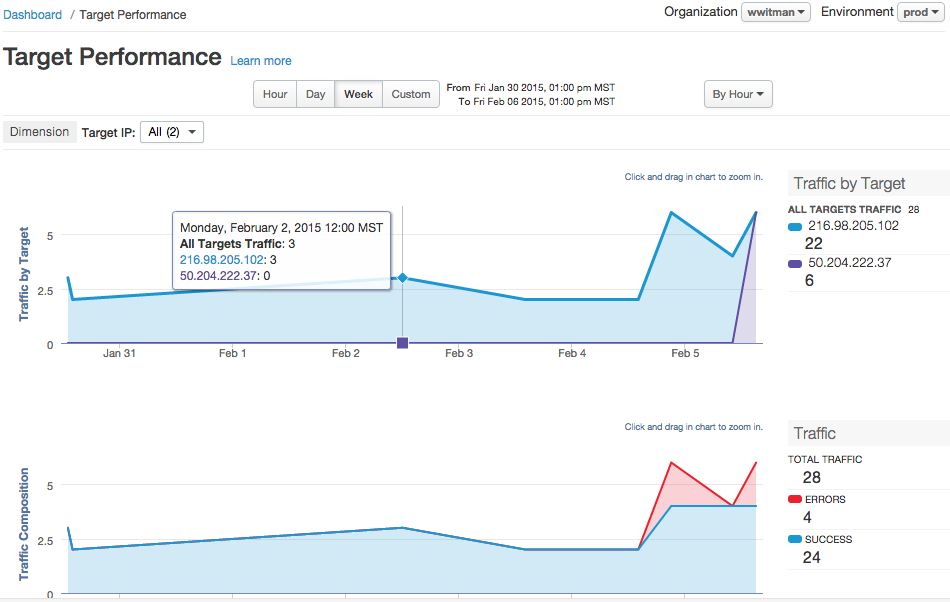 Dashboard / Target Performance
Organization wwitman Environment prod
Target Performance Learn more
Hour Day Week Custom
From Fri Jan 30 2015, 01:00 pm MST
To Fri Feb 06 2015, 01:00 pm MST
By Hour
Dimension Target IP: All (2)
Click and drag in chart to zoom in.
Traffic by Target
5
2.5
0
Monday, February 2, 2015 12:00 MST
All Targets Traffic: 3
216.98.205.102: 3
50.204.222.37: 0
Jan 31 Feb 1 Feb 2 Feb 3 Feb 4 Feb 5
Traffic by Target
ALL TARGETS TRAFFIC 28
216.98.205.102
22
50.204.222.37
6
Click and drag in chart to zoom in.
Traffic Composition
5
2.5
0
Traffic
TOTAL TRAFFIC
28
ERRORS
4
SUCCESS
24